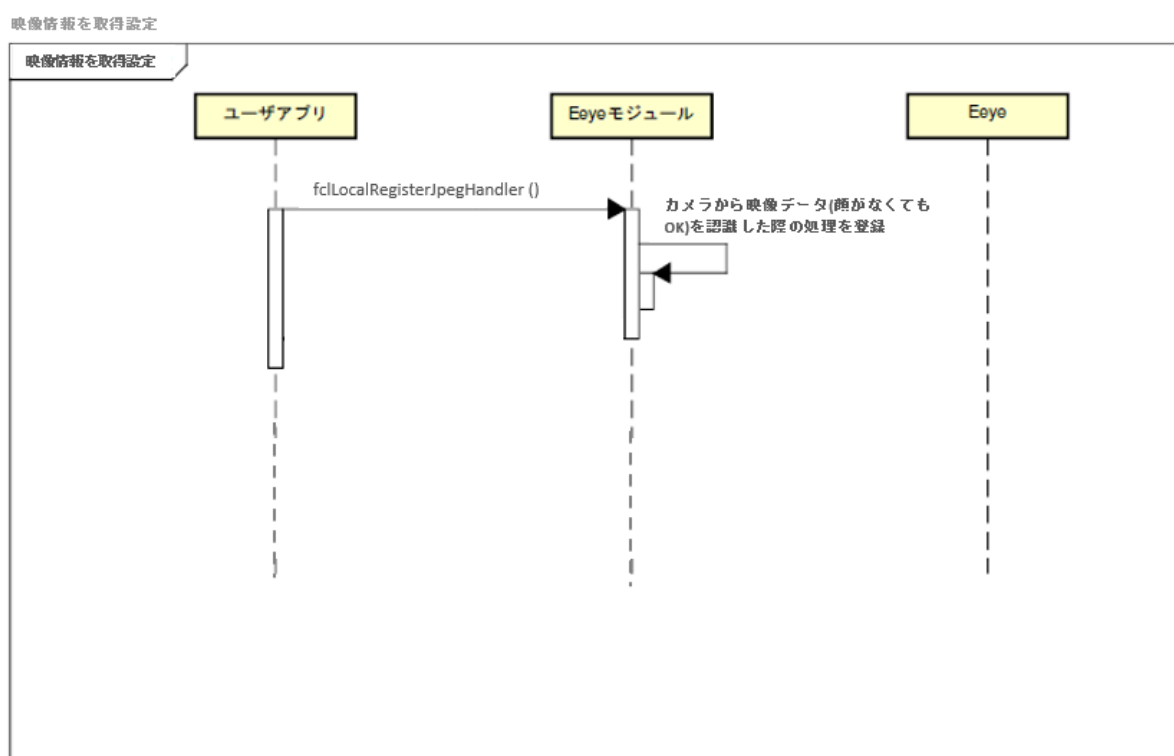 映像情報を取得設定
映像情報を取得設定
ユーザアプリ
Eeyeモジュール
Eeye
fclLocalRegisterJpegHandler ()
カメラから映像データ(顔がなくても
OK)を認識した際の処理を登録